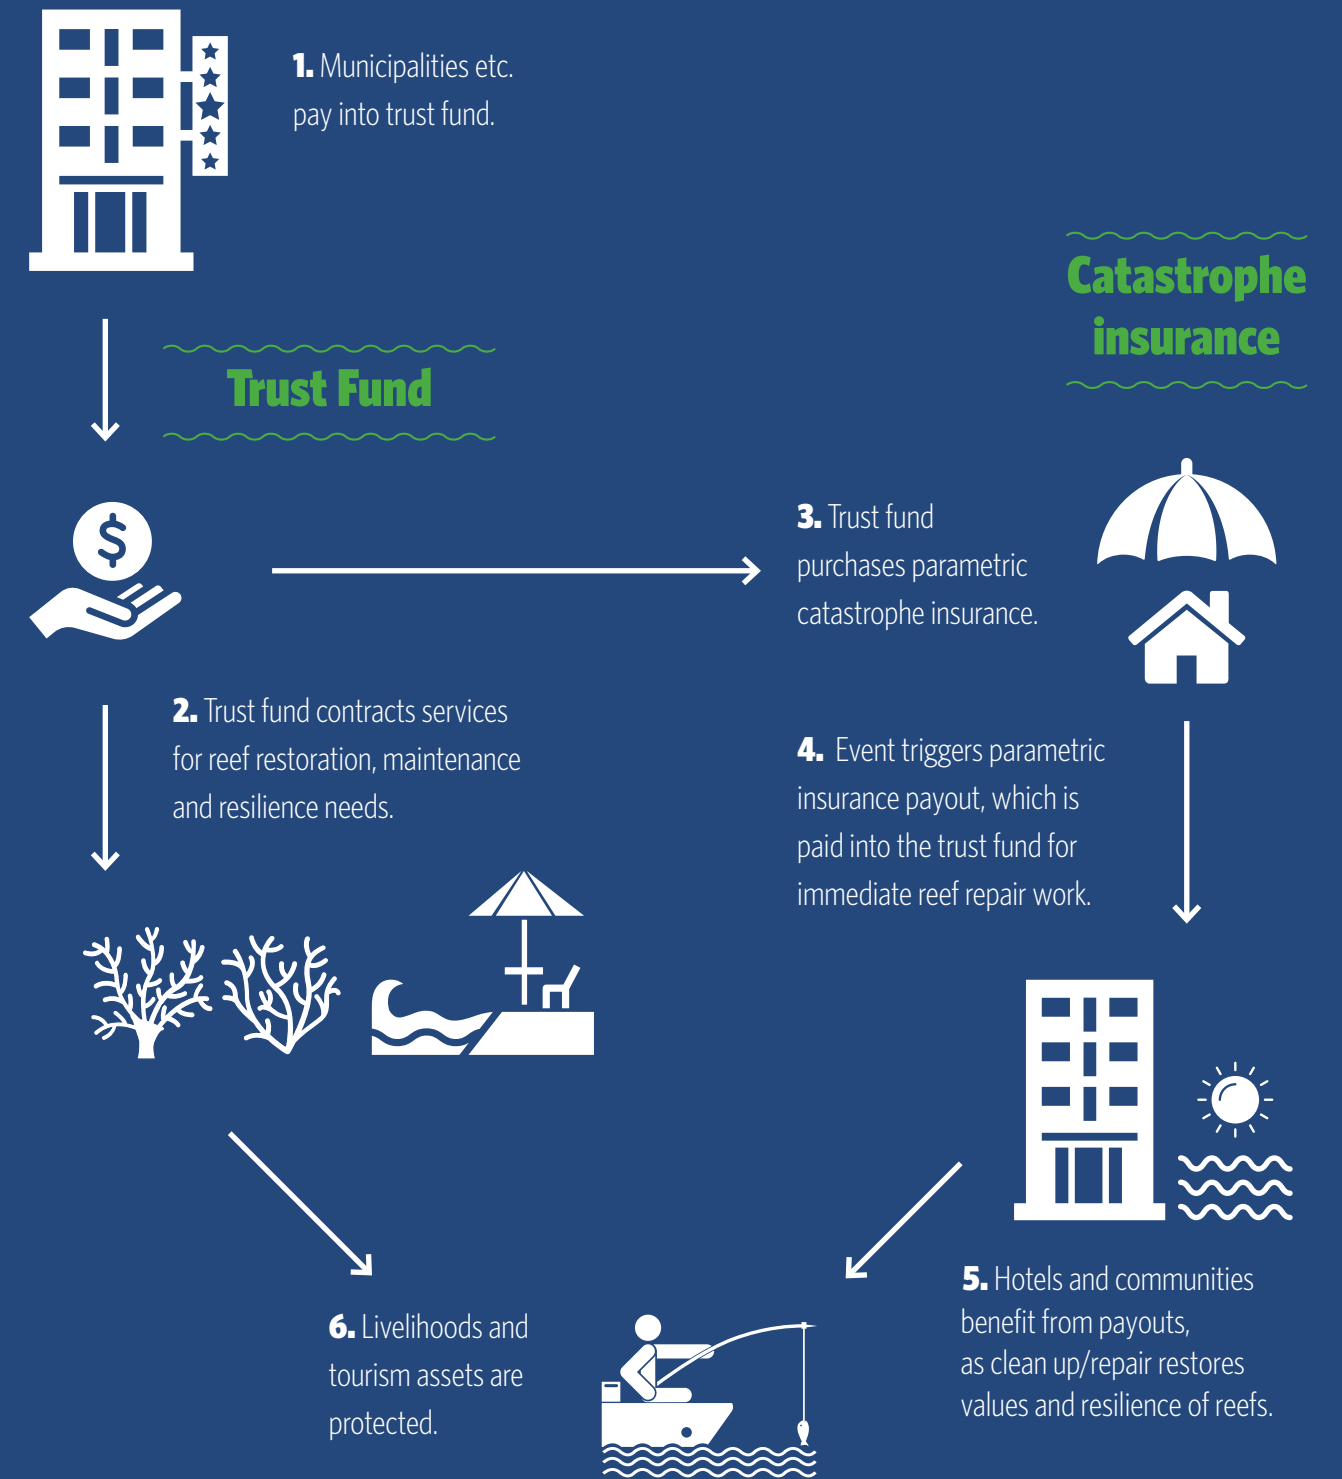 1. Municipalities etc.
pay into trust fund.
Catastrophe
insurance
Trust Fund
$
3. Trust fund
purchases parametric
catastrophe insurance.
2. Trust fund contracts services
for reef restoration, maintenance
and resilience needs.
4. Event triggers parametric
insurance payout, which is
paid into the trust fund for
immediate reef repair work.
5. Hotels and communities
benefit from payouts,
as clean up/repair restores
values and resilience of reefs.
6. Livelihoods and
tourism assets are
protected.